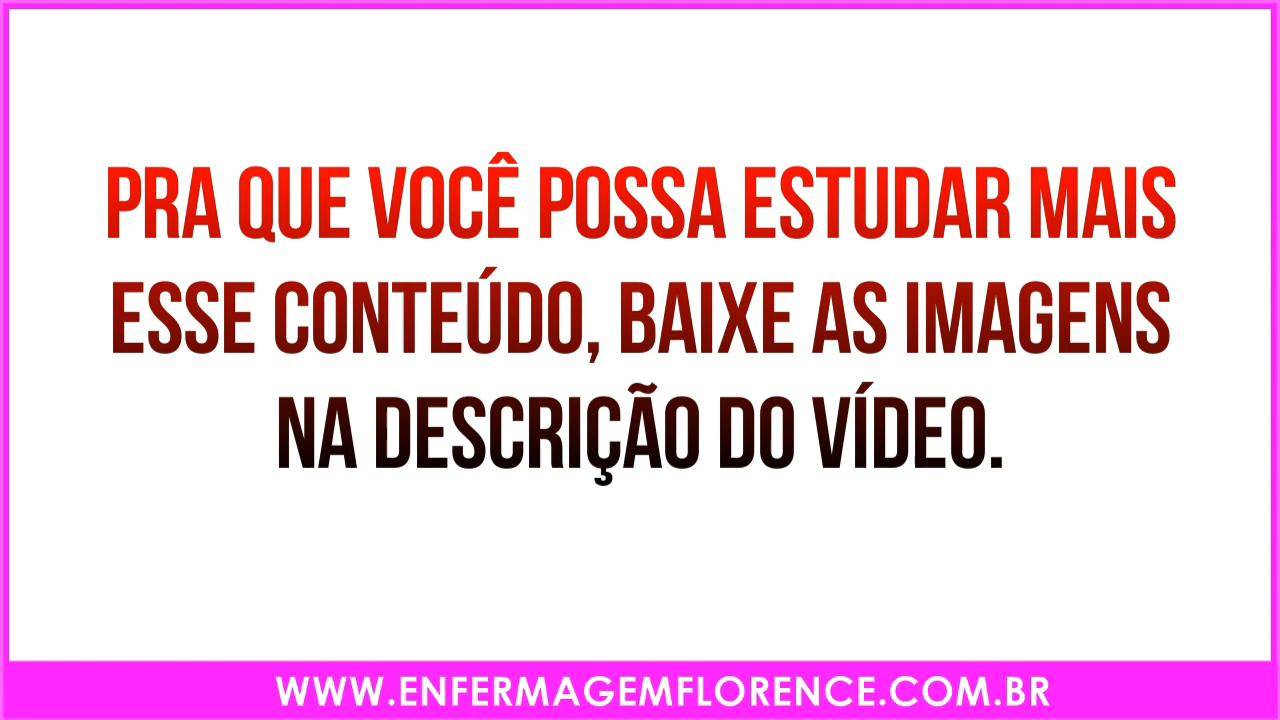 PRA QUE VOCÊ POSSA ESTUDAR MAIS
ESSE CONTEÚDO, BAIXE AS IMAGENS
NA DESCRIÇÃO DO VÍDEO.
WWW.ENFERMAGEMFLORENCE.COM.BR